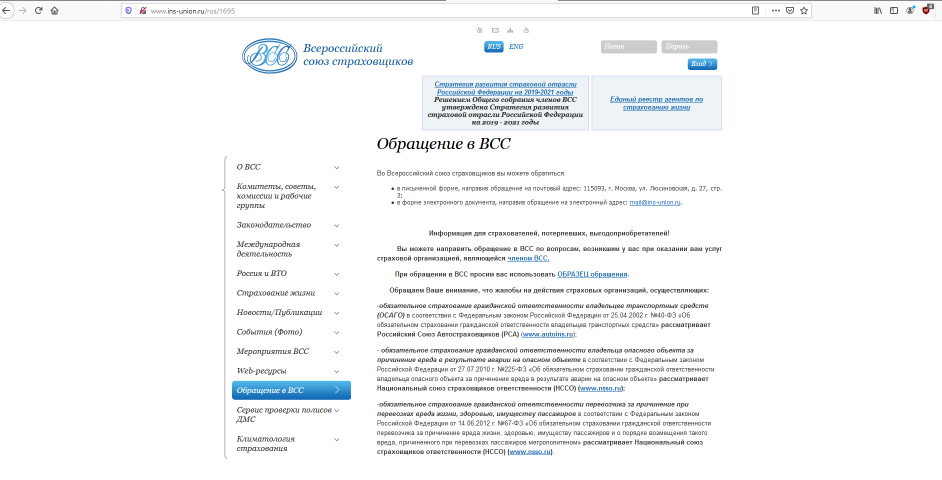 www.ins-union.ru/rus/1695
Всероссийский
союз страховщиков
RUS ENG
Логин Пароль
Вход
Стратегия развития страховой отрасли
Российской Федерации на 2019-2021 годы
Решением Общего собрания членов ВСС
утверждена Стратегия развития
страховой отрасли Российской Федерации
на 2019 - 2021 годы
Единый реестр агентов по
страхованию жизни
Обращение в ВСС
О ВСС
Комитеты, советы,
комиссии и рабочие
группы
Законодательство
Международная
деятельность
Россия и ВТО
Страхование жизни
Новости/Публикации
События (Фото)
Мероприятия ВСС
Web-ресурсы
Обращение в ВСС
Сервис проверки полисов
ДМС
Климатология
страхования
Во Всероссийский союз страховщиков вы можете обратиться:
в письменной форме, направив обращение на почтовый адрес: 115093, г. Москва, ул. Люсиновская, д. 27, стр.
3;
в форме электронного документа, направив обращение на электронный адрес: mail@ins-union.ru.
Информация для страхователей, потерпевших, выгодоприобретателей!
Вы можете направить обращение в ВСС по вопросам, возникшим у вас при оказании вам услуг
страховой организацией, являющейся членом ВСС.
При обращении в ВСС просим вас использовать ОБРАЗЕЦ обращения.
Обращаем Ваше внимание, что жалобы на действия страховых организаций, осуществляющих:
-обязательное страхование гражданской ответственности владельцев транспортных средств
(ОСАГО) в соответствии с Федеральным законом Российской Федерации от 25.04.2002 г. №40-ФЗ «Об
обязательном страховании гражданской ответственности владельцев транспортных средств» рассматривает
Российский Союз Автостраховщиков (РСА) (www.autoins.ru);
- обязательное страхование гражданской ответственности владельца опасного объекта за
причинение вреда в результате аварии на опасном объекте в соответствии с Федеральным законом
Российской Федерации от 27.07.2010 г. №225-ФЗ «Об обязательном страховании гражданской ответственности
владельца опасного объекта за причинение вреда в результате аварии на опасном объекте» рассматривает
Национальный союз страховщиков ответственности (НССО) (www.nsso.ru);
-обязательное страхование гражданской ответственности перевозчика за причинение при
перевозках вреда жизни, здоровью, имуществу пассажиров в соответствии с Федеральным законом
Российской Федерации от 14.06.2012 г. №67-ФЗ «Об обязательном страховании гражданской ответственности
перевозчика за причинение вреда жизни, здоровью, имуществу пассажиров и о порядке возмещения такого
вреда, причиненного при перевозках пассажиров метрополитеном» рассматривает Национальный союз
страховщиков ответственности (НССО) (www.nsso.ru)